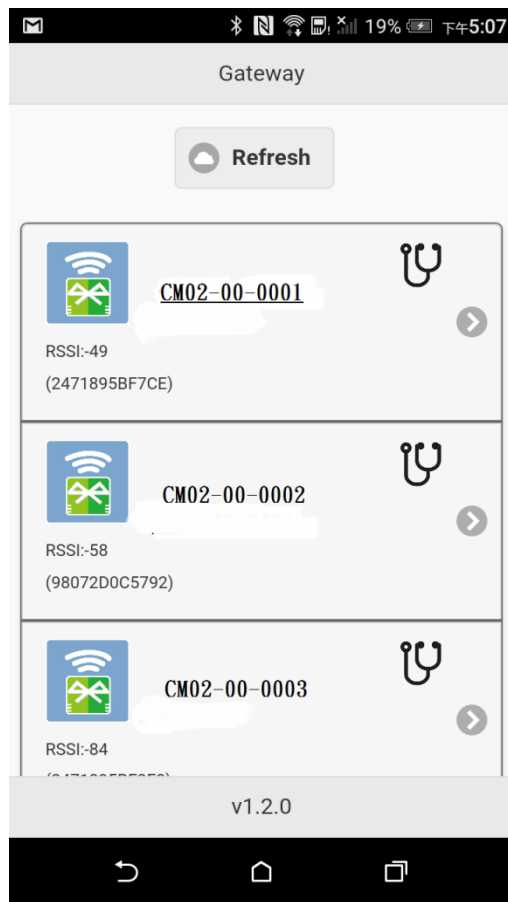 19% 下午5:07
Gateway
Refresh
CM02-00-0001
RSSI:-49
(2471895BF7CE)
CM02-00-0002
RSSI:-58
(98072D0C5792)
CM02-00-0003
RSSI:-84
v1.2.0